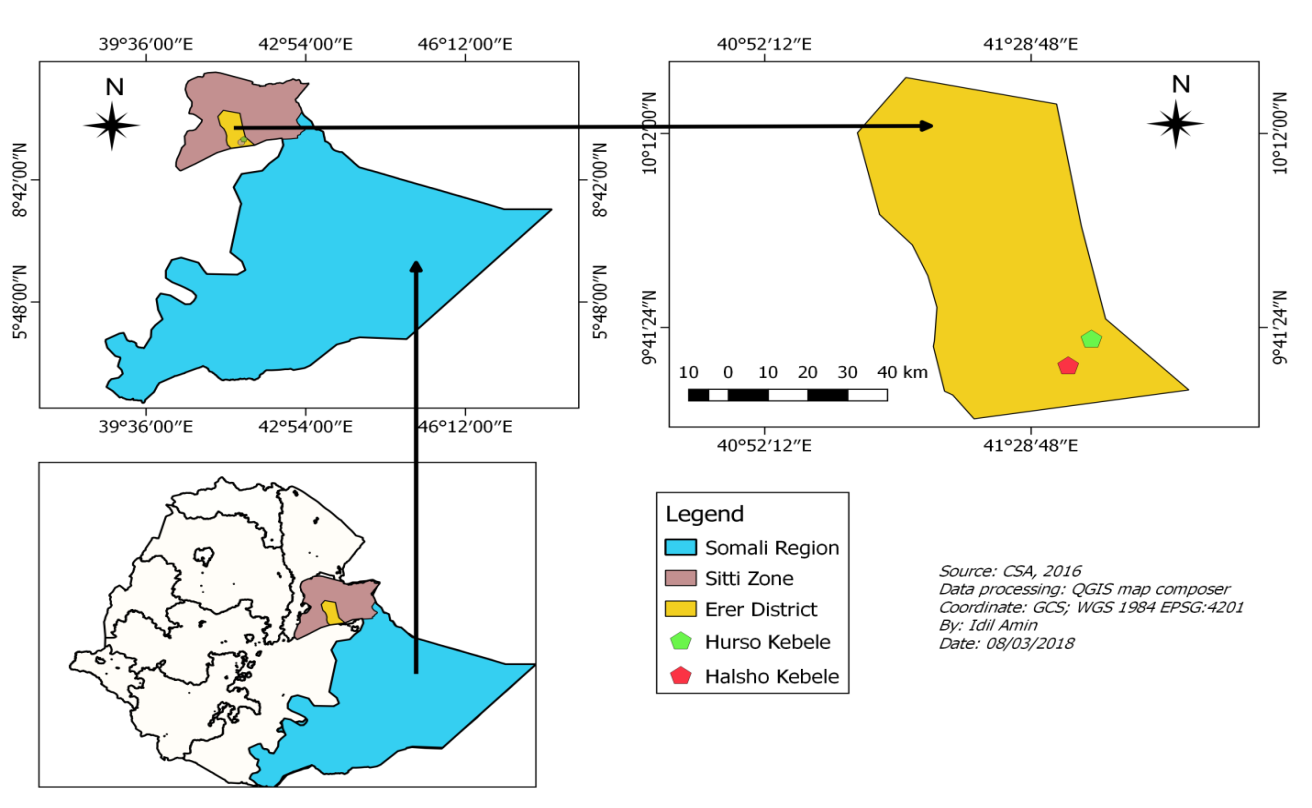 39°36′00″E 42°54′00″E 46°12′00″E
40°52′12″E 41°28′48″E
N
N
8°42′00″N
8°42′00″N
10°12′00″N
10°12′00″N
5°48′00″N
5°48′00″N
9°41′24″N
9°41′24″N
10 0 10 20 30 40 km
39°36′00″E 42°54′00″E 46°12′00″E
40°52′12″E 41°28′48″E
Legend
Somali Region
Sitti Zone
Erer District
Hurso Kebele
Halsho Kebele
Source: CSA, 2016
Data processing: QGIS map composer
Coordinate: GCS; WGS 1984 EPSG:4201
By: Idil Amin
Date: 08/03/2018